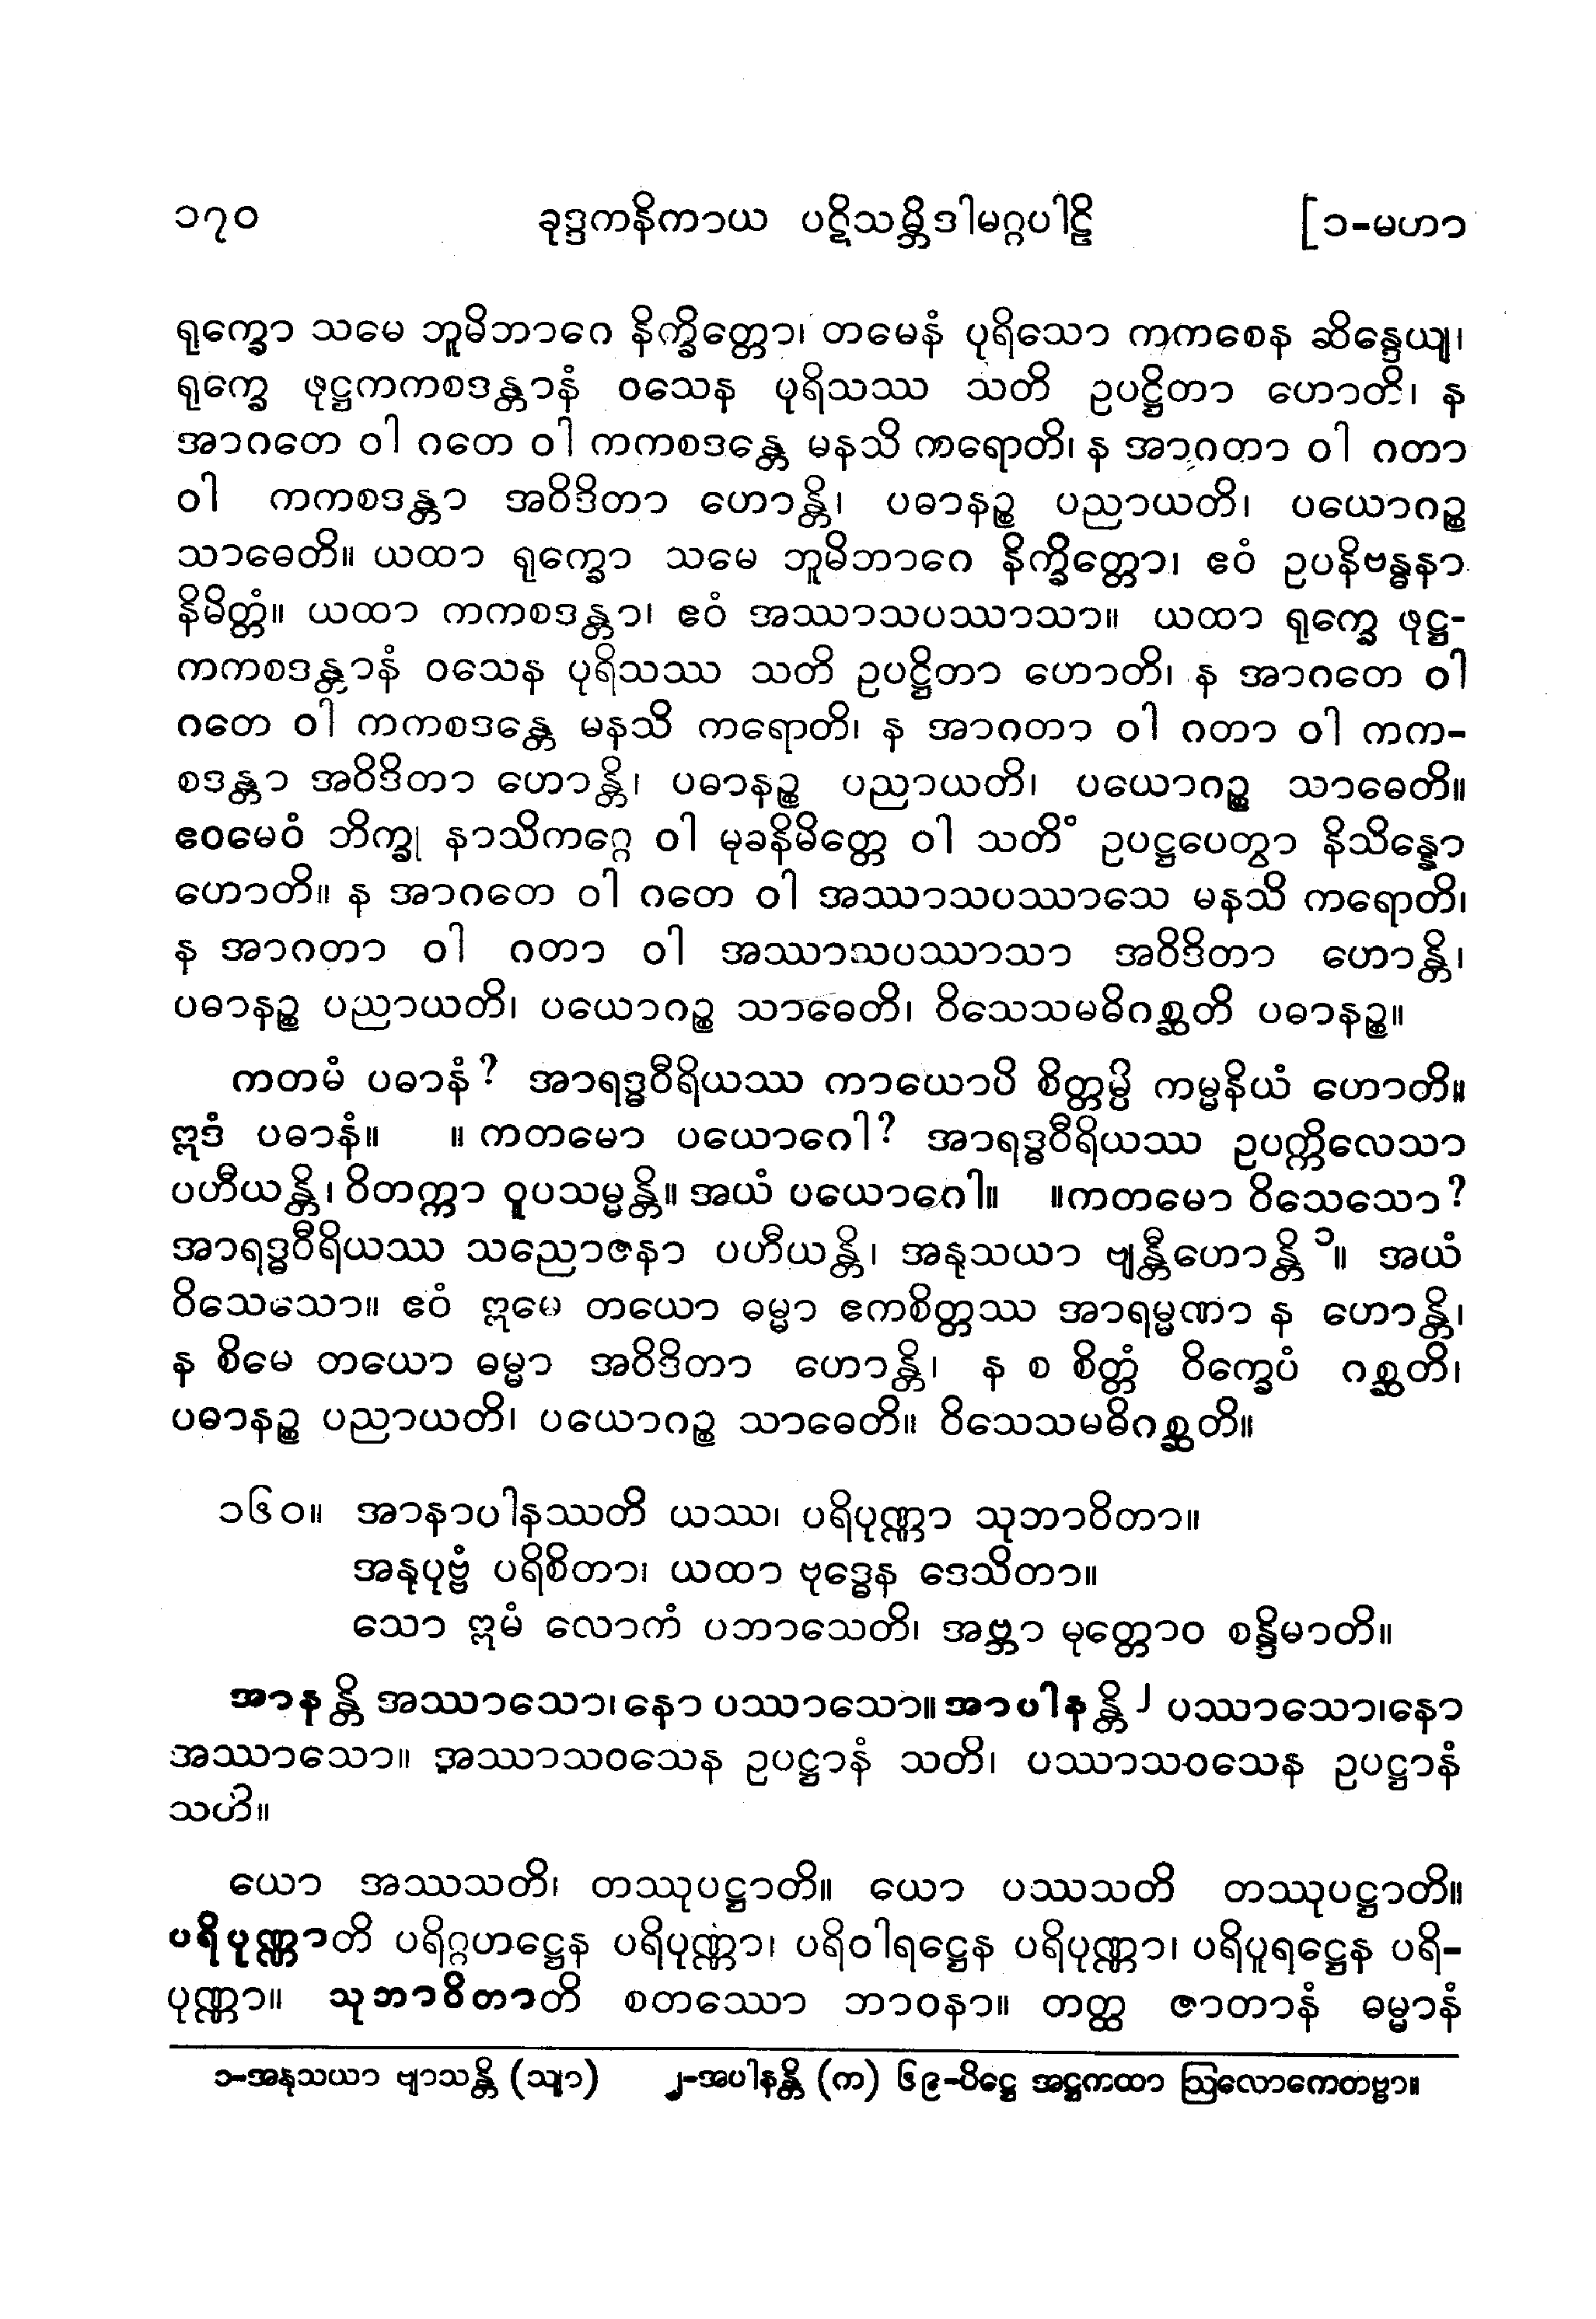 ၁၇၀ ခုဒ္ဒကနိကာယ ပဋိသမ္ဘိဒါမဂ္ဂပါဠိ [၁-မဟာ
ရုက္ခော သမေ ဘူမိဘာဂေ နိက္ခိတ္တော၊ တမေနံ ပုရိသော ကကစေန ဆိန္ဒေယျ၊
ရုက္ခေ ဖုဋ္ဌကကစဒန္တာနံ ဝသေန ပုရိသဿ သတိ ဥပဋ္ဌိတာ ဟောတိ၊ န
အာဂတေ ဝါ ဂတေ ဝါ ကကစဒန္တေ မနသိ ကရောတိ၊ န အာဂတာ ဝါ ဂတာ
ဝါ ကကစဒန္တာ အဝိဒိတာ ဟောန္တိ၊ ပဓာနဉ္စ ပညာယတိ၊ ပယောဂဉ္စ
သာဓေတိ။ ယထာ ရုက္ခော သမေ ဘူမိဘာဂေ နိက္ခိတ္တော၊ ဧဝံ ဥပနိဗန္ဓနာ
နိမိတ္တံ။ ယထာ ကကစဒန္တာ၊ ဧဝံ အဿာသပဿာသာ။ ယထာ ရုက္ခေ ဖုဋ္ဌ-
ကကစဒန္တာနံ ဝသေန ပုရိသဿ သတိ ဥပဋ္ဌိတာ ဟောတိ၊ န အာဂတေ ဝါ
ဂတေ ဝါ ကကစဒန္တေ မနသိ ကရောတိ၊ န အာဂတာ ဝါ ဂတာ ဝါ ကက-
စဒန္တာ အဝိဒိတာ ဟောန္တိ၊ ပဓာနဉ္စ ပညာယတိ၊ ပယောဂဉ္စ သာဓေတိ။
ဧဝမေဝံ ဘိက္ခု နာသိကဂ္ဂေ ဝါ မုခနိမိတ္တေ ဝါ သတိံ ဥပဋ္ဌပေတွာ နိသိန္နော
ဟောတိ။ န အာဂတေ ဝါ ဂတေ ဝါ အဿာသပဿာသေ မနသိ ကရောတိ၊
န အာဂတာ ဝါ ဂတာ ဝါ အဿာသပဿာသာ အဝိဒိတာ ဟောန္တိ၊
ပဓာနဉ္စ ပညာယတိ၊ ပယောဂဉ္စ သာဓေတိ၊ ဝိသေသမဓိဂစ္ဆတိ ပဓာနဉ္စ။
ကတမံ ပဓာနံ? အာရဒ္ဓဝီရိယဿ ကာယောပိ စိတ္တမ္ပိ ကမ္မနိယံ ဟောတိ။
ဣဒံ ပဓာနံ။ ။ ကတမော ပယောဂေါ? အာရဒ္ဓဝီရိယဿ ဥပက္ကိလေသာ
ပဟီယန္တိ၊ ဝိတက္ကာ ဝူပသမ္မန္တိ။ အယံ ပယောဂေါ။ ။ကတမော ဝိသေသော?
အာရဒ္ဓဝီရိယဿ သညောဇနာ ပဟီယန္တိ၊ အနုသယာ ဗျန္တီဟောန္တိ ၁။ အယံ
ဝိသေသော။ ဧဝံ ဣမေ တယော ဓမ္မာ ဧကစိတ္တဿ အာရမ္မဏာ န ဟောန္တိ၊
န စိမေ တယော ဓမ္မာ အဝိဒိတာ ဟောန္တိ၊ န စ စိတ္တံ ဝိက္ခေပံ ဂစ္ဆတိ၊
ပဓာနဉ္စ ပညာယတိ၊ ပယောဂဉ္စ သာဓေတိ။ ဝိသေသမဓိဂစ္ဆတိ။
၁၆၀။ အာနာပါနဿတိ ယဿ၊ ပရိပုဏ္ဏာ သုဘာဝိတာ။
အနုပုဗ္ဗံ ပရိစိတာ၊ ယထာ ဗုဒ္ဓေန ဒေသိတာ။
သော ဣမံ လောကံ ပဘာသေတိ၊ အဗ္ဘာ မုတ္တောဝ စန္ဒိမာတိ။
အာနန္တိ အဿာသော၊ နော ပဿာသော။ အာပါနန္တိ ၂ ပဿာသော၊နော
အဿာသော။ အဿာသဝသေန ဥပဋ္ဌာနံ သတိ၊ ပဿာသဝသေန ဥပဋ္ဌာနံ
သတိ။
ယော အဿသတိ၊ တဿုပဋ္ဌာတိ။ ယော ပဿသတိ တဿုပဋ္ဌာတိ။
ပရိပုဏ္ဏာတိ ပရိဂ္ဂဟဋ္ဌေန ပရိပုဏ္ဏာ၊ ပရိဝါရဋ္ဌေန ပရိပုဏ္ဏာ၊ ပရိပူရဋ္ဌေန ပရိ-
ပုဏ္ဏာ။ သုဘာဝိတာတိ စတဿော ဘာဝနာ။ တတ္ထ ဇာတာနံ ဓမ္မာနံ
၁-အနုသယာ ဗျာသန္တိ (သျာ) ၂-အပါနန္တိ (က) ၆၉-ပိဋ္ဌေ အဋ္ဌကထာ ဩလောကေတဗ္ဗာ။